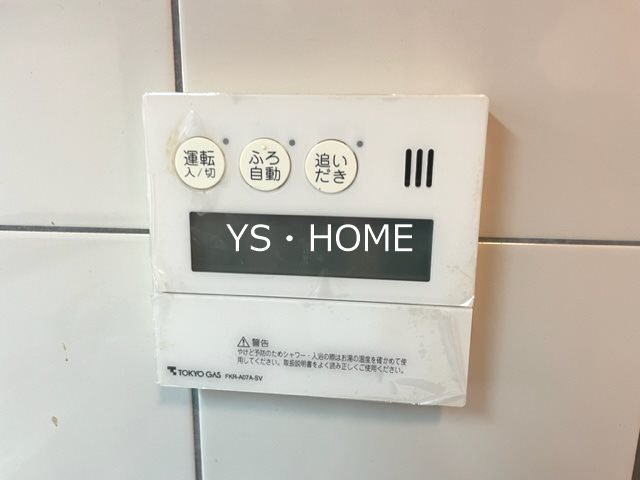 運転
入/切
ふろ
自動
追い
だき
YS・HOME
⚠警告
やけど予防のためシャワー・入浴の際はお湯の温度を確かめて使
用してください。取扱説明書をよく読み正しくご使用ください。
TOKYO GAS FKR-A07A-SV